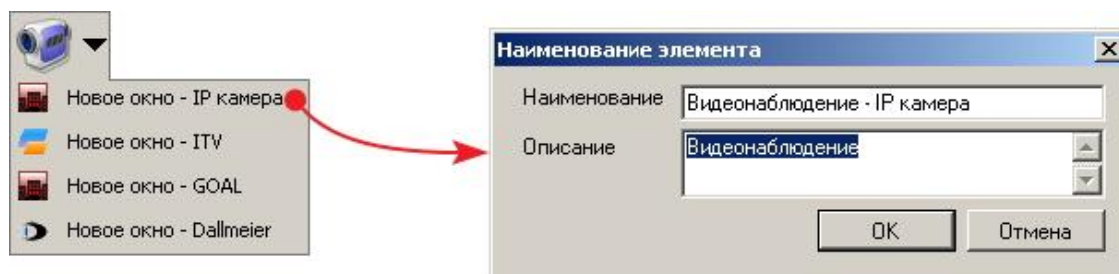 Новое окно - IP камера
Новое окно - ITV
Новое окно - GOAL
Новое окно - Dallmeier
Наименование элемента
Наименование Видеонаблюдение - IP камера
Описание Видеонаблюдение
OK Отмена